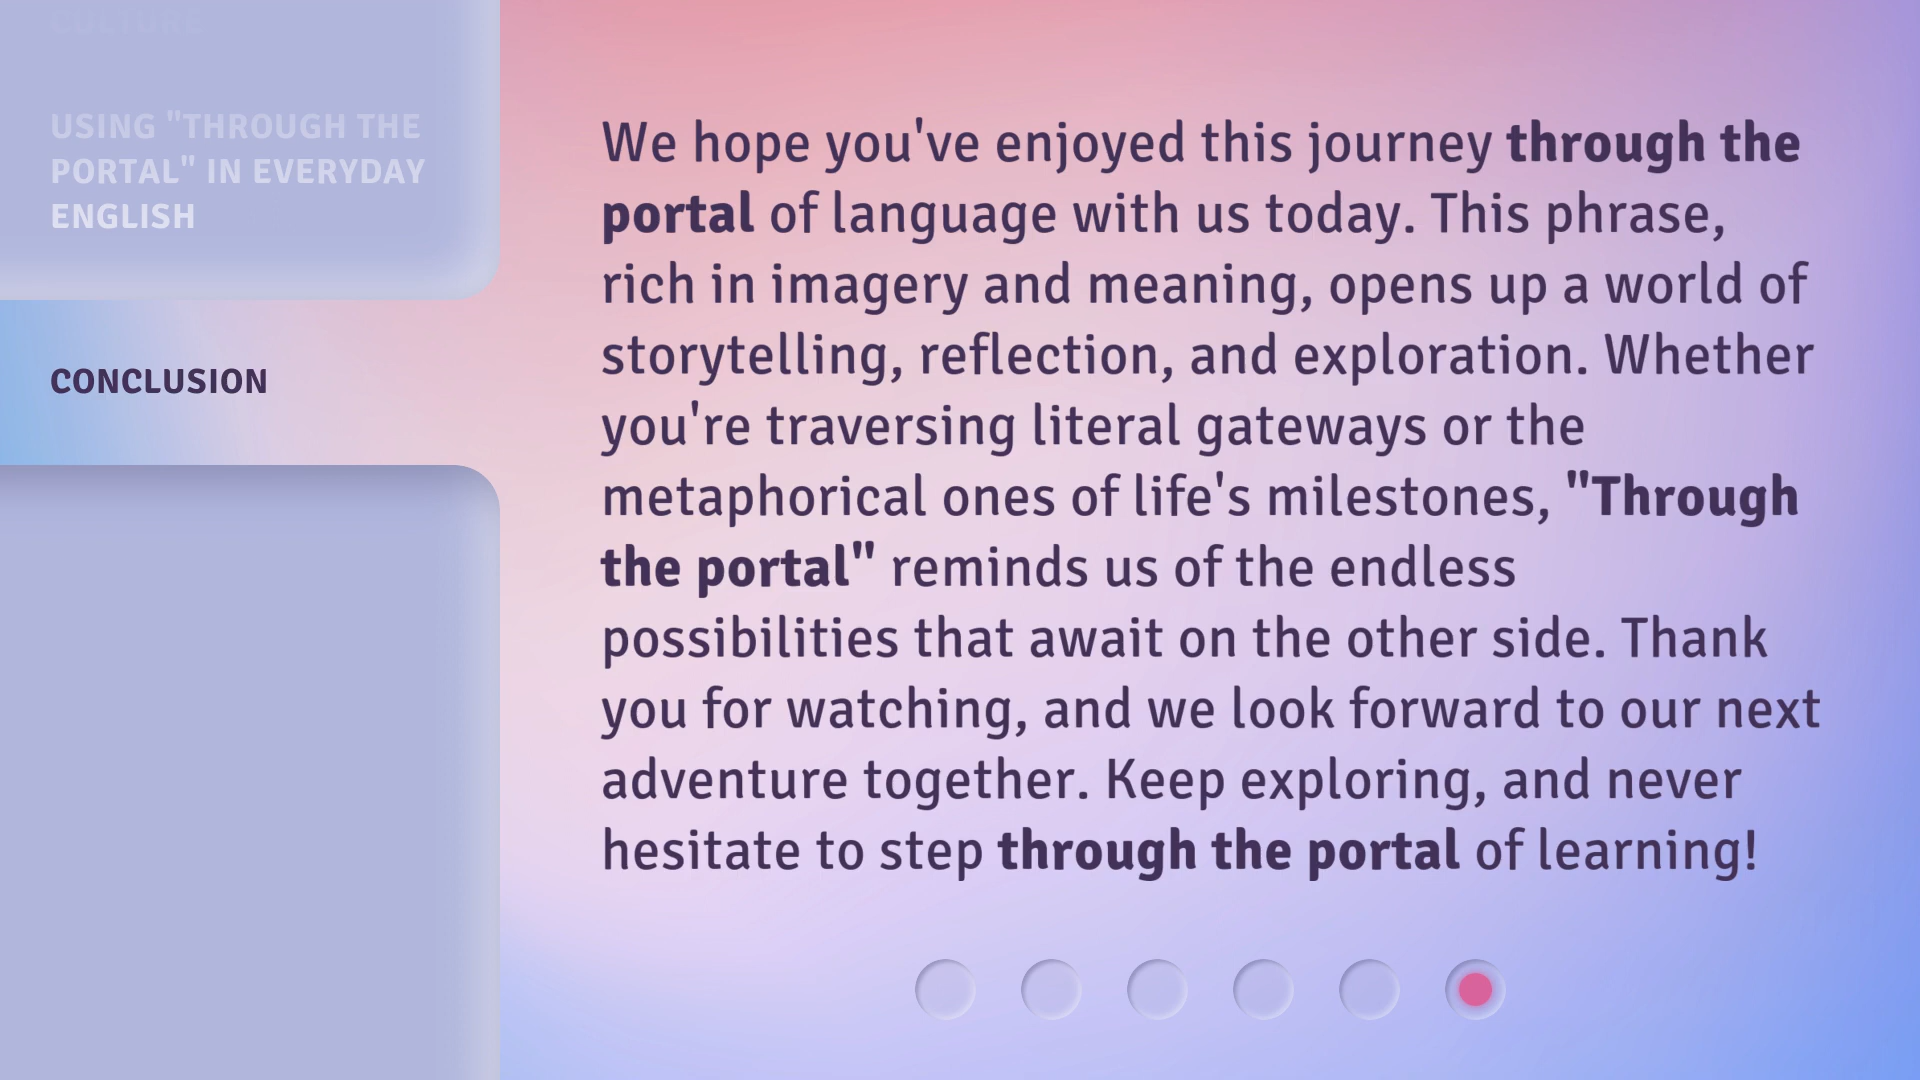 CULTURE
USING "THROUGH THE
PORTAL" IN EVERYDAY
ENGLISH
CONCLUSION
We hope you've enjoyed this journey through the
portal of language with us today. This phrase,
rich in imagery and meaning, opens up a world of
storytelling, reflection, and exploration. Whether
you're traversing literal gateways or the
metaphorical ones of life's milestones, "Through
the portal" reminds us of the endless
possibilities that await on the other side. Thank
you for watching, and we look forward to our next
adventure together. Keep exploring, and never
hesitate to step through the portal of learning!